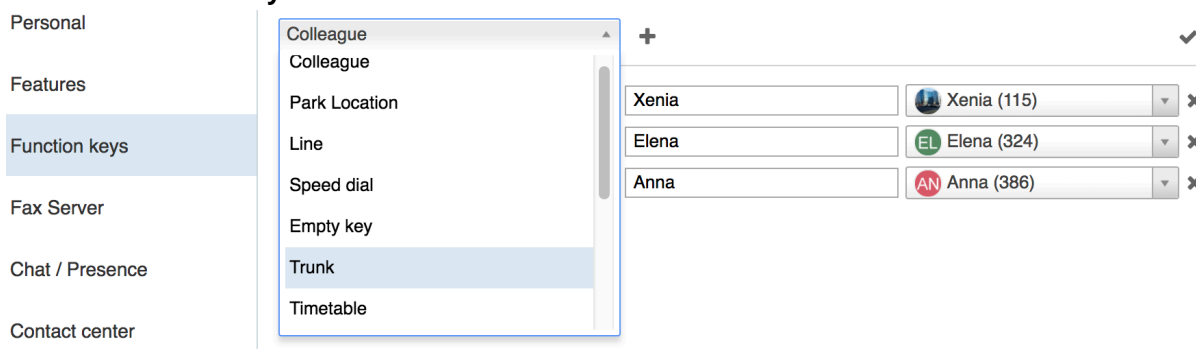 Personal
Features
Function keys
Fax Server
Chat / Presence
Contact center
Colleague
Colleague
Park Location
Line
Speed dial
Empty key
Trunk
Timetable
Xenia
Xenia (115)
Elena
EL
Elena (324)
Anna
AN
Anna (386)